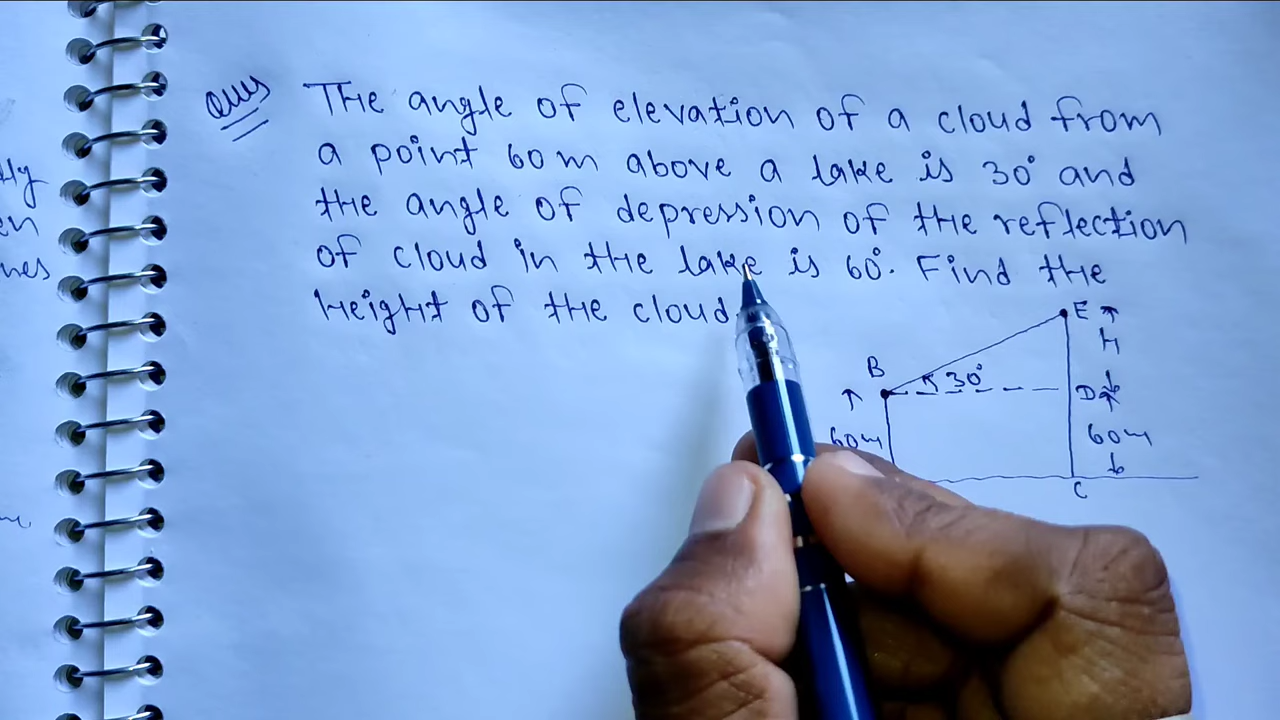 Ques The angle of elevation of a cloud from
a point 60m above a lake is 30° and
the angle of depression of the reflection
of cloud in the lake is 60°. Find the
height of the cloud.
E
H
B
30°
D
60m
60m
C